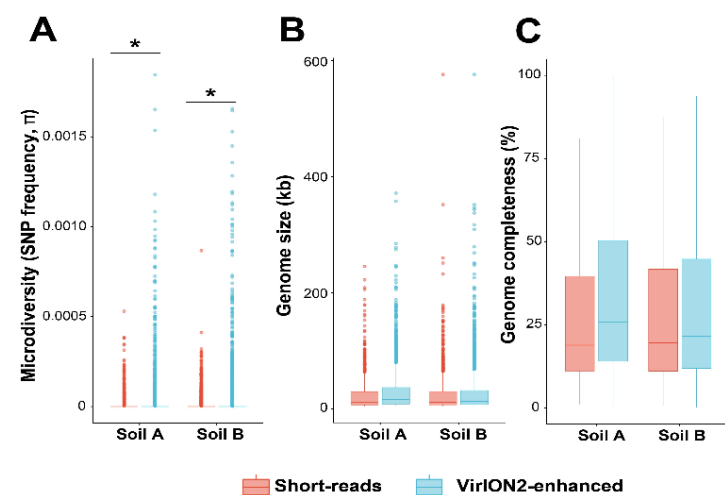 A
B
C
*
*
Microdiversity (SNP frequency, π)
0.0015
0.0010
0.0005
0
Soil A
Soil B
Genome size (kb)
600
400
200
0
Soil A
Soil B
Genome completeness (%)
100
75
50
25
0
Soil A
Soil B
Short-reads
VirION2-enhanced